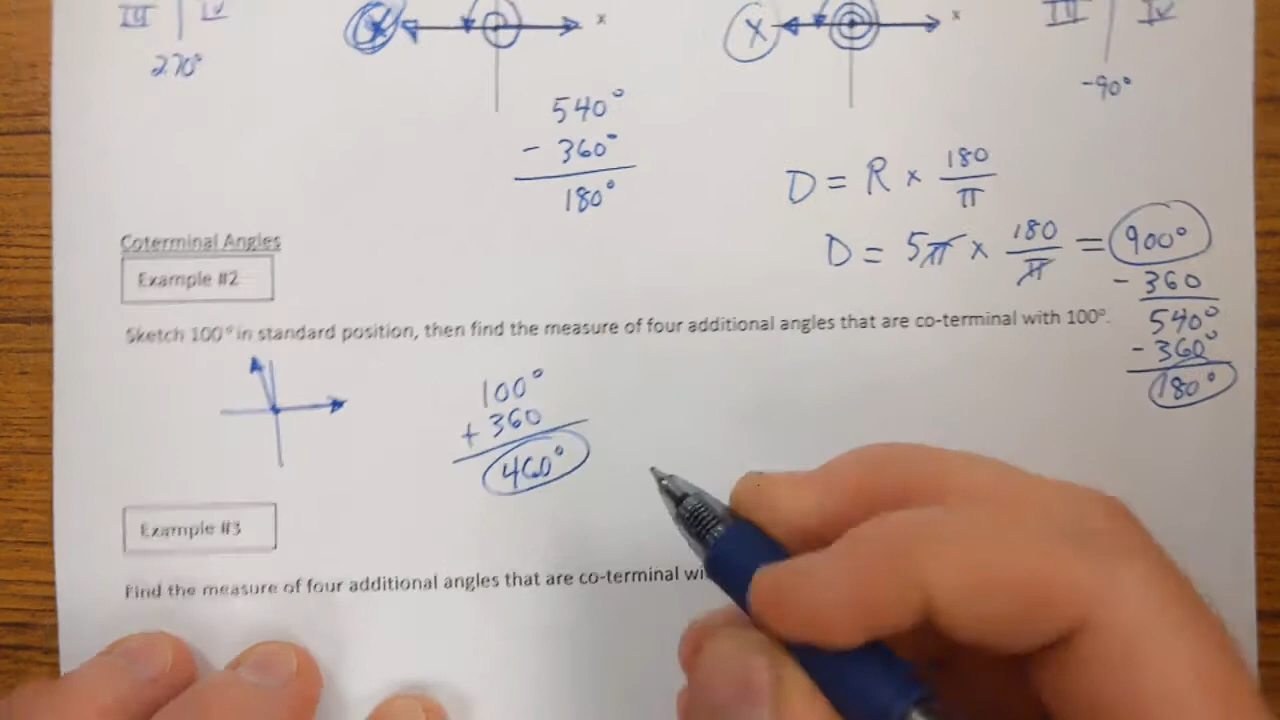 III IV
270°
X x
540°
- 360°
180°
X x
III IV
-90°
D = R × 180/π
D = 5π × 180/π = 900°
- 360
540°
- 360°
180°
Coterminal Angles
Example #2
Sketch 100° in standard position, then find the measure of four additional angles that are co-terminal with 100°.
100°
+ 360
460°
Example #3
Find the measure of four additional angles that are co-terminal wi